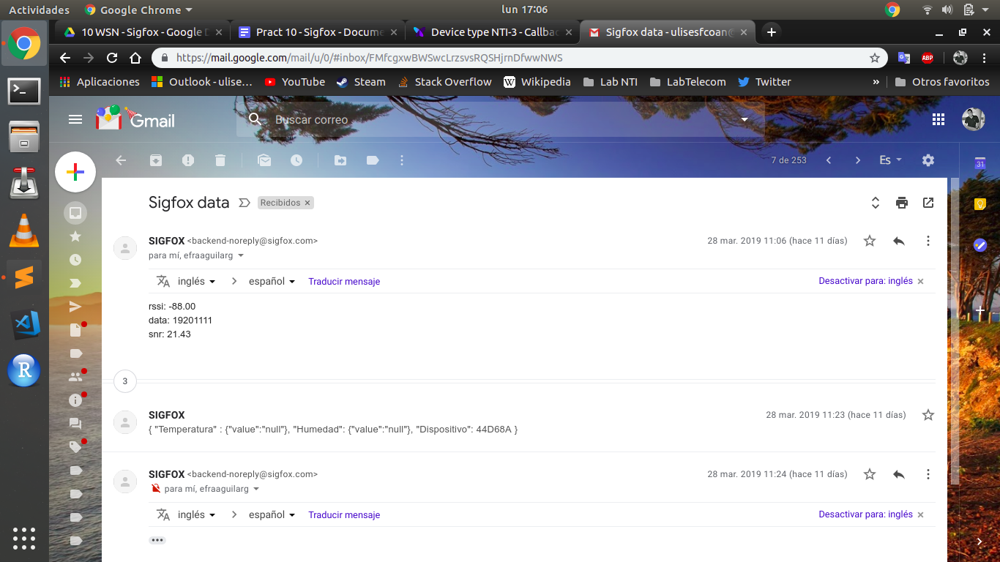 Actividades Google Chrome lun 17:06
10 WSN - Sigfox - Google D Pract 10 - Sigfox - Docume Device type NTI-3 - Callbac Sigfox data - ulisesfcoan@
https://mail.google.com/mail/u/0/#inbox/FMfcgxwBWSwcLrzsvsRQSHjrnDfwwNWS ABP
Aplicaciones Outlook - ulise… YouTube Steam Stack Overflow W Wikipedia Lab NTI LabTelecom Twitter » Otros favoritos
Gmail Buscar correo
7 de 253 Es 31
Sigfox data Recibidos ×
SIGFOX <backend-noreply@sigfox.com> 28 mar. 2019 11:06 (hace 11 días)
para mí, efraaguilarg
inglés español Traducir mensaje Desactivar para: inglés ×
rssi: -88.00
data: 19201111
snr: 21.43
3
SIGFOX 28 mar. 2019 11:23 (hace 11 días)
{ "Temperatura" : {"value":"null"}, "Humedad": {"value":"null"}, "Dispositivo": 44D68A }
SIGFOX <backend-noreply@sigfox.com> 28 mar. 2019 11:24 (hace 11 días)
para mí, efraaguilarg
inglés español Traducir mensaje Desactivar para: inglés ×
R